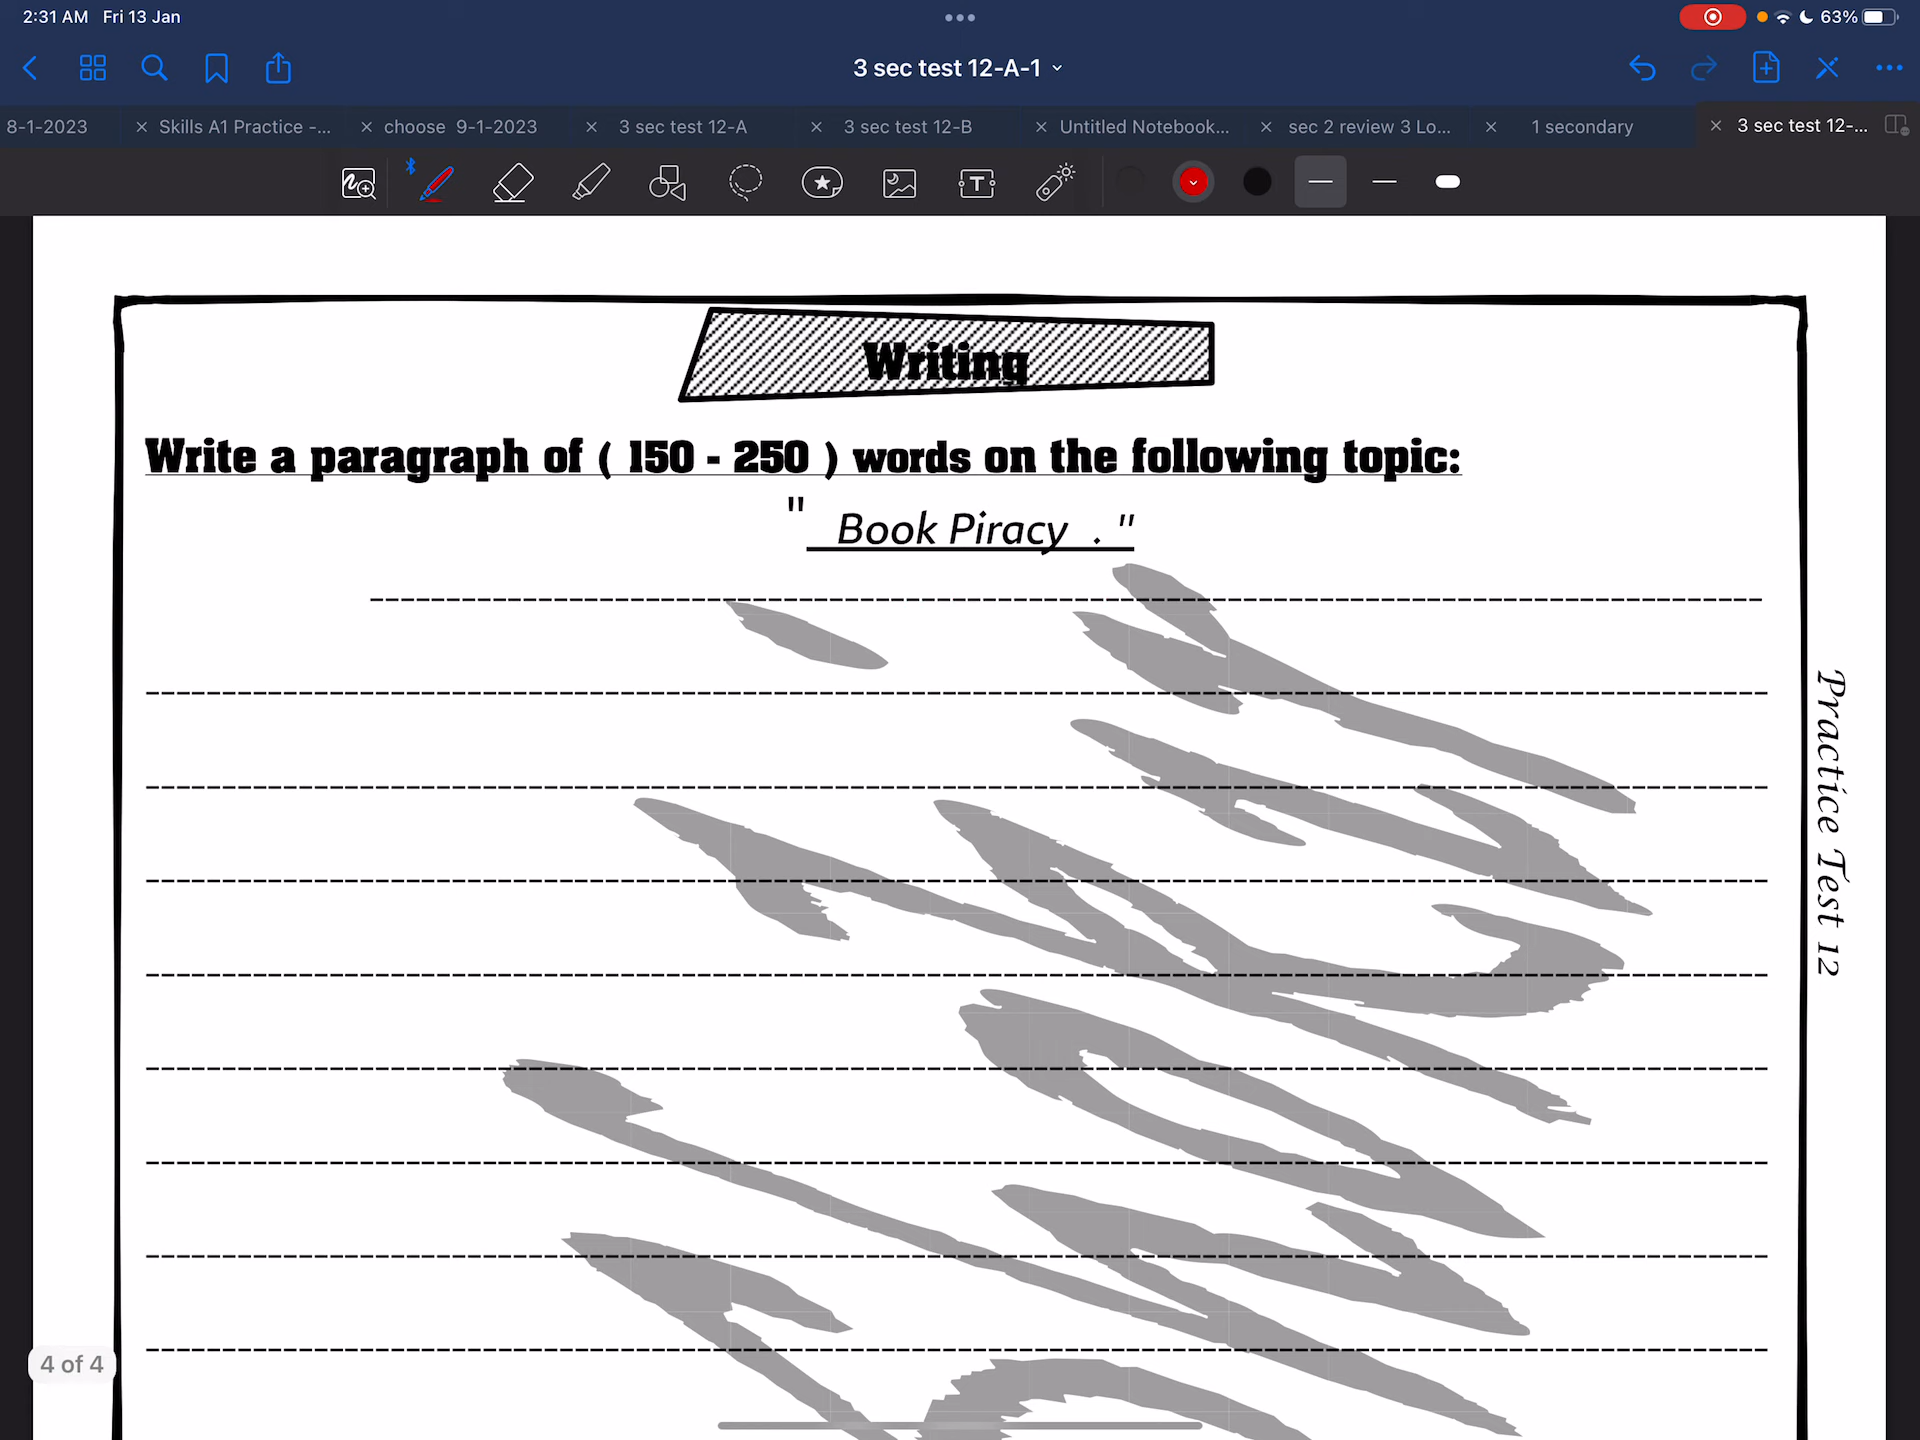 2:31 AM Fri 13 Jan
63%
3 sec test 12-A-1
8-1-2023
Skills A1 Practice -...
choose 9-1-2023
3 sec test 12-A
3 sec test 12-B
Untitled Notebook...
sec 2 review 3 Lo...
1 secondary
3 sec test 12-...
Writing
Write a paragraph of ( 150 - 250 ) words on the following topic:
" Book Piracy . "
Practice Test 12
4 of 4